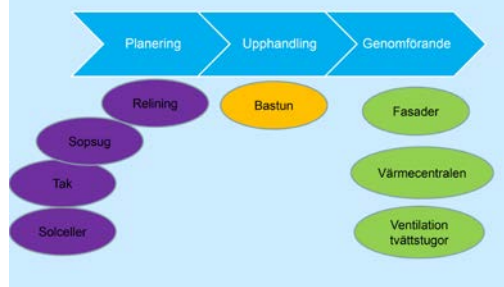 Planering
Upphandling
Genomförande
Relining
Bastun
Fasader
Sopsug
Värmecentralen
Tak
Solceller
Ventilation
tvättstugor